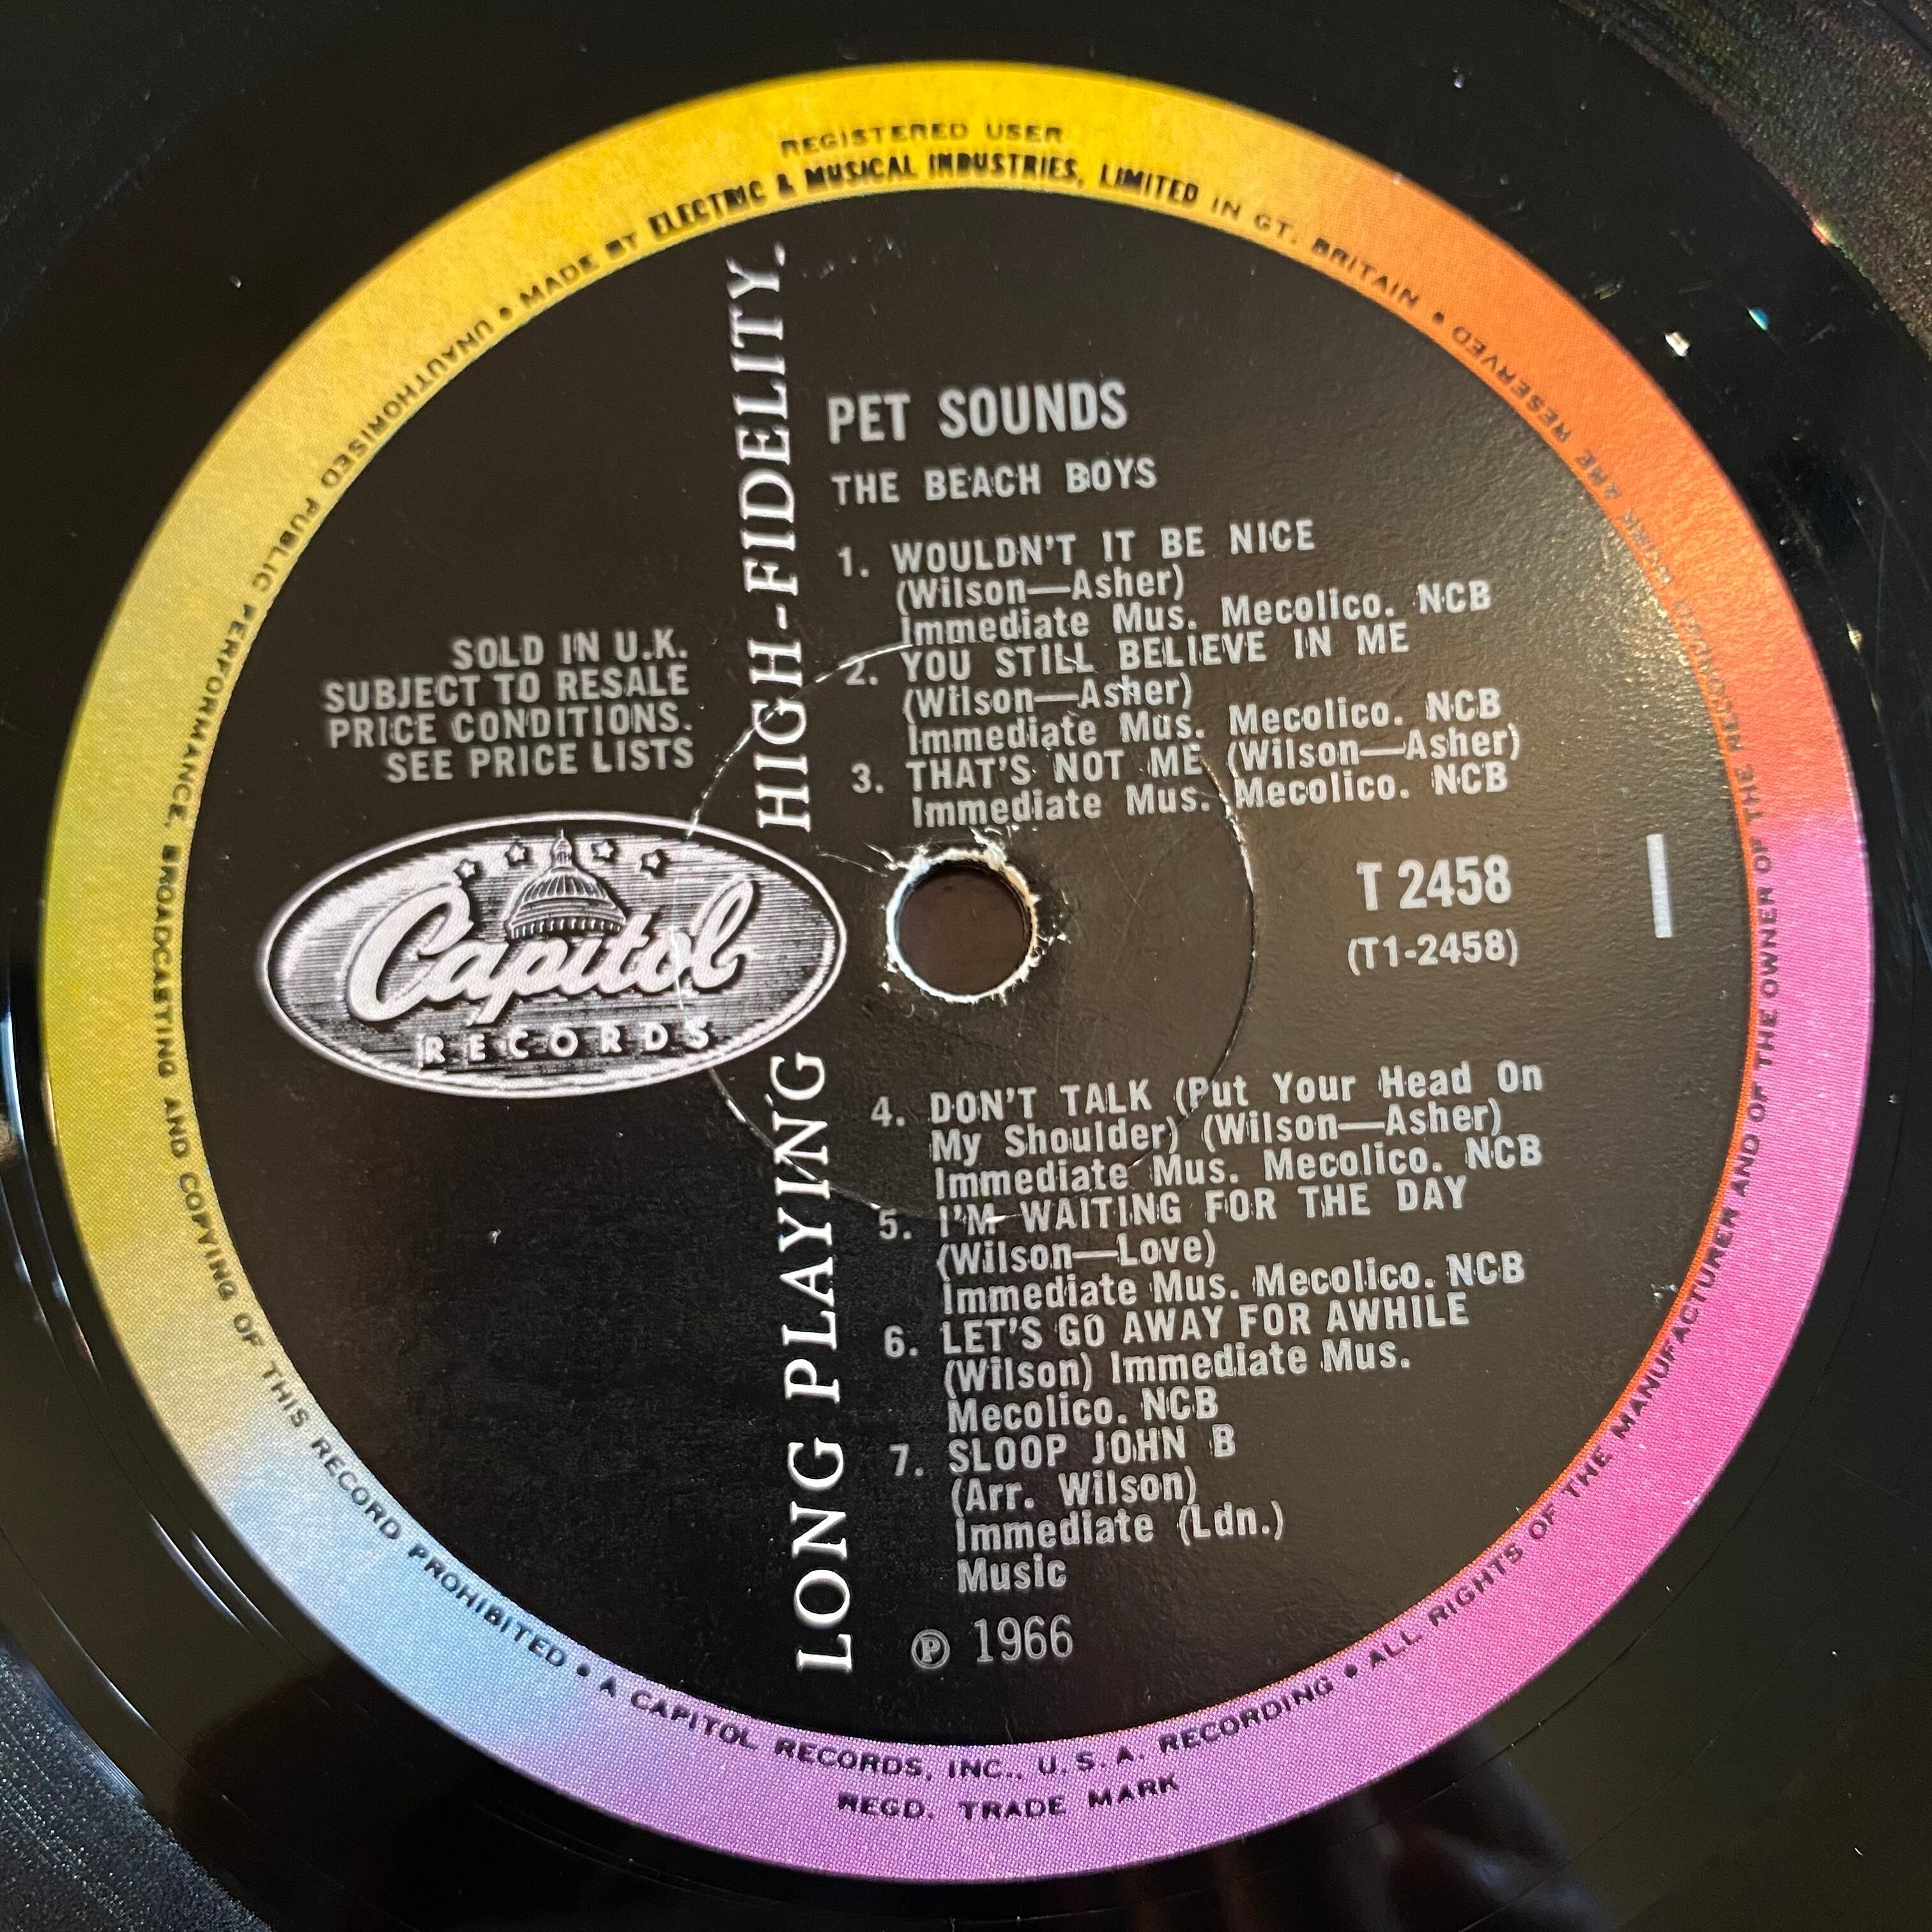 REGISTERED USER
UNAUTHORISED PUBLIC PERFORMANCE, BROADCASTING AND COPYING OF THIS RECORD PROHIBITED • A CAPITOL RECORDS, INC., U.S.A. RECORDING • ALL RIGHTS OF THE MANUFACTURER AND OF THE OWNER OF THE RECORDED WORK ARE RESERVED • MADE BY ELECTRIC & MUSICAL INDUSTRIES, LIMITED IN GT. BRITAIN •
REGD. TRADE MARK
LONG PLAYING HIGH-FIDELITY.
SOLD IN U.K.
SUBJECT TO RESALE
PRICE CONDITIONS.
SEE PRICE LISTS
Capitol
RECORDS
PET SOUNDS
THE BEACH BOYS
1. WOULDN'T IT BE NICE
(Wilson—Asher)
Immediate Mus. Mecolico. NCB
2. YOU STILL BELIEVE IN ME
(Wilson—Asher)
Immediate Mus. Mecolico. NCB
3. THAT'S NOT ME (Wilson—Asher)
Immediate Mus. Mecolico. NCB
T 2458
(T1-2458)
1
4. DON'T TALK (Put Your Head On
My Shoulder) (Wilson—Asher)
Immediate Mus. Mecolico. NCB
5. I'M WAITING FOR THE DAY
(Wilson—Love)
Immediate Mus. Mecolico. NCB
6. LET'S GO AWAY FOR AWHILE
(Wilson) Immediate Mus.
Mecolico. NCB
7. SLOOP JOHN B
(Arr. Wilson)
Immediate (Ldn.)
Music
℗ 1966